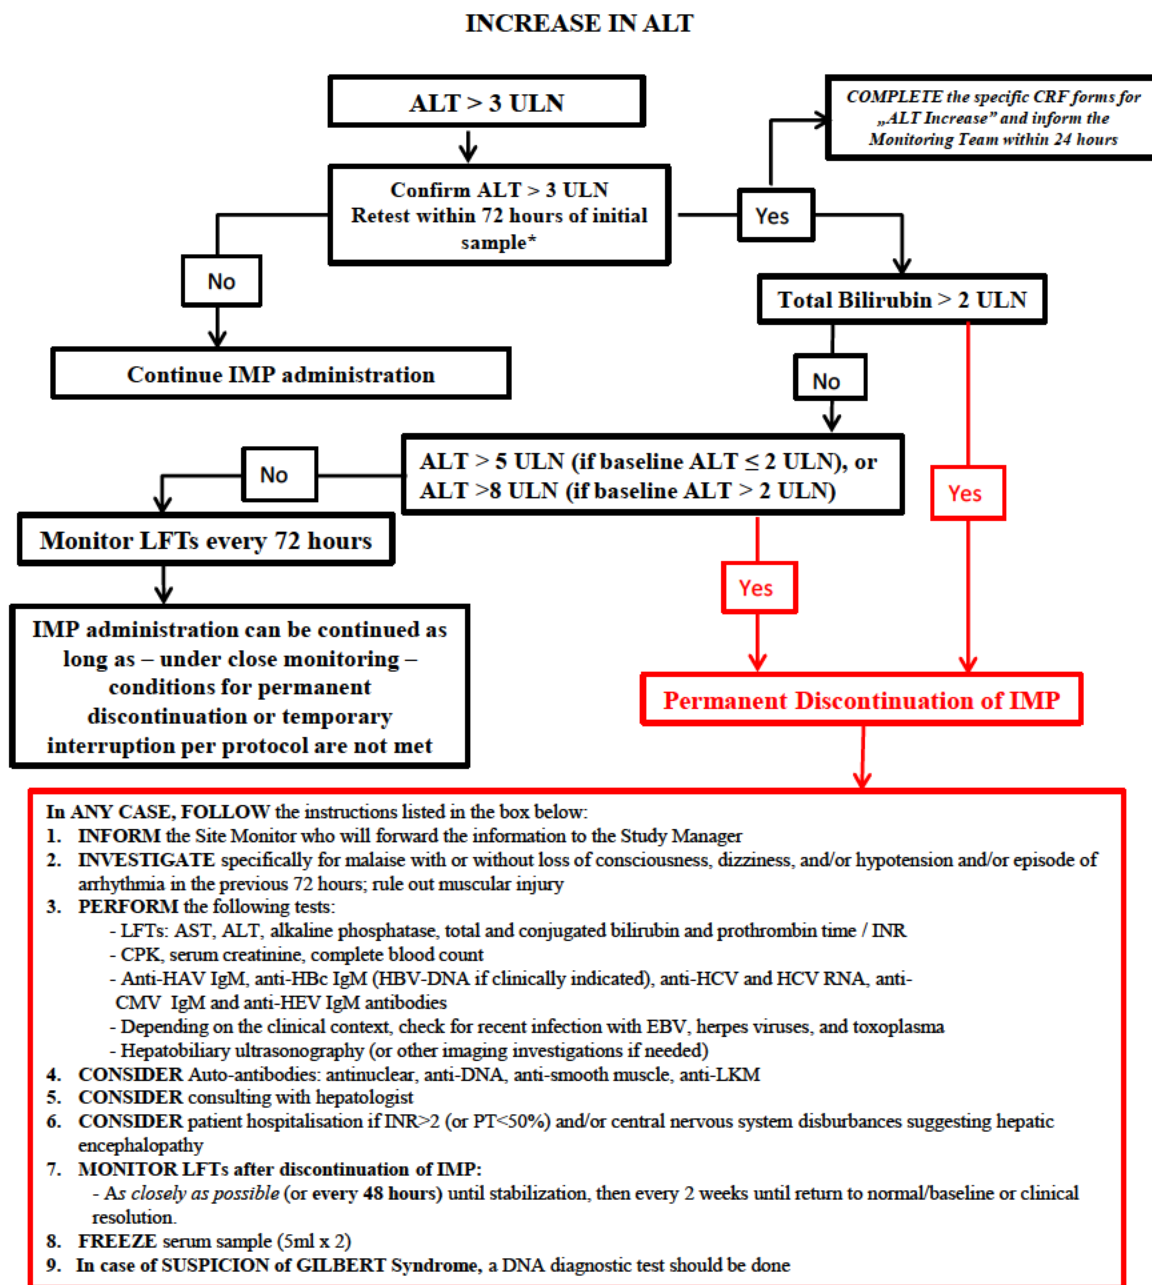 INCREASE IN ALT
ALT > 3 ULN
COMPLETE the specific CRF forms for
„ALT Increase” and inform the
Monitoring Team within 24 hours
Confirm ALT > 3 ULN
Retest within 72 hours of initial
sample*
Yes
No
Total Bilirubin > 2 ULN
Continue IMP administration
No
ALT > 5 ULN (if baseline ALT ≤ 2 ULN), or
ALT >8 ULN (if baseline ALT > 2 ULN)
No
Yes
Monitor LFTs every 72 hours
Yes
IMP administration can be continued as
long as – under close monitoring –
conditions for permanent
discontinuation or temporary
interruption per protocol are not met
Permanent Discontinuation of IMP
In ANY CASE, FOLLOW the instructions listed in the box below:
1. INFORM the Site Monitor who will forward the information to the Study Manager
2. INVESTIGATE specifically for malaise with or without loss of consciousness, dizziness, and/or hypotension and/or episode of
arrhythmia in the previous 72 hours; rule out muscular injury
3. PERFORM the following tests:
- LFTs: AST, ALT, alkaline phosphatase, total and conjugated bilirubin and prothrombin time / INR
- CPK, serum creatinine, complete blood count
- Anti-HAV IgM, anti-HBc IgM (HBV-DNA if clinically indicated), anti-HCV and HCV RNA, anti-
CMV IgM and anti-HEV IgM antibodies
- Depending on the clinical context, check for recent infection with EBV, herpes viruses, and toxoplasma
- Hepatobiliary ultrasonography (or other imaging investigations if needed)
4. CONSIDER Auto-antibodies: antinuclear, anti-DNA, anti-smooth muscle, anti-LKM
5. CONSIDER consulting with hepatologist
6. CONSIDER patient hospitalisation if INR>2 (or PT<50%) and/or central nervous system disburbances suggesting hepatic
encephalopathy
7. MONITOR LFTs after discontinuation of IMP:
- As closely as possible (or every 48 hours) until stabilization, then every 2 weeks until return to normal/baseline or clinical
resolution.
8. FREEZE serum sample (5ml x 2)
9. In case of SUSPICION of GILBERT Syndrome, a DNA diagnostic test should be done